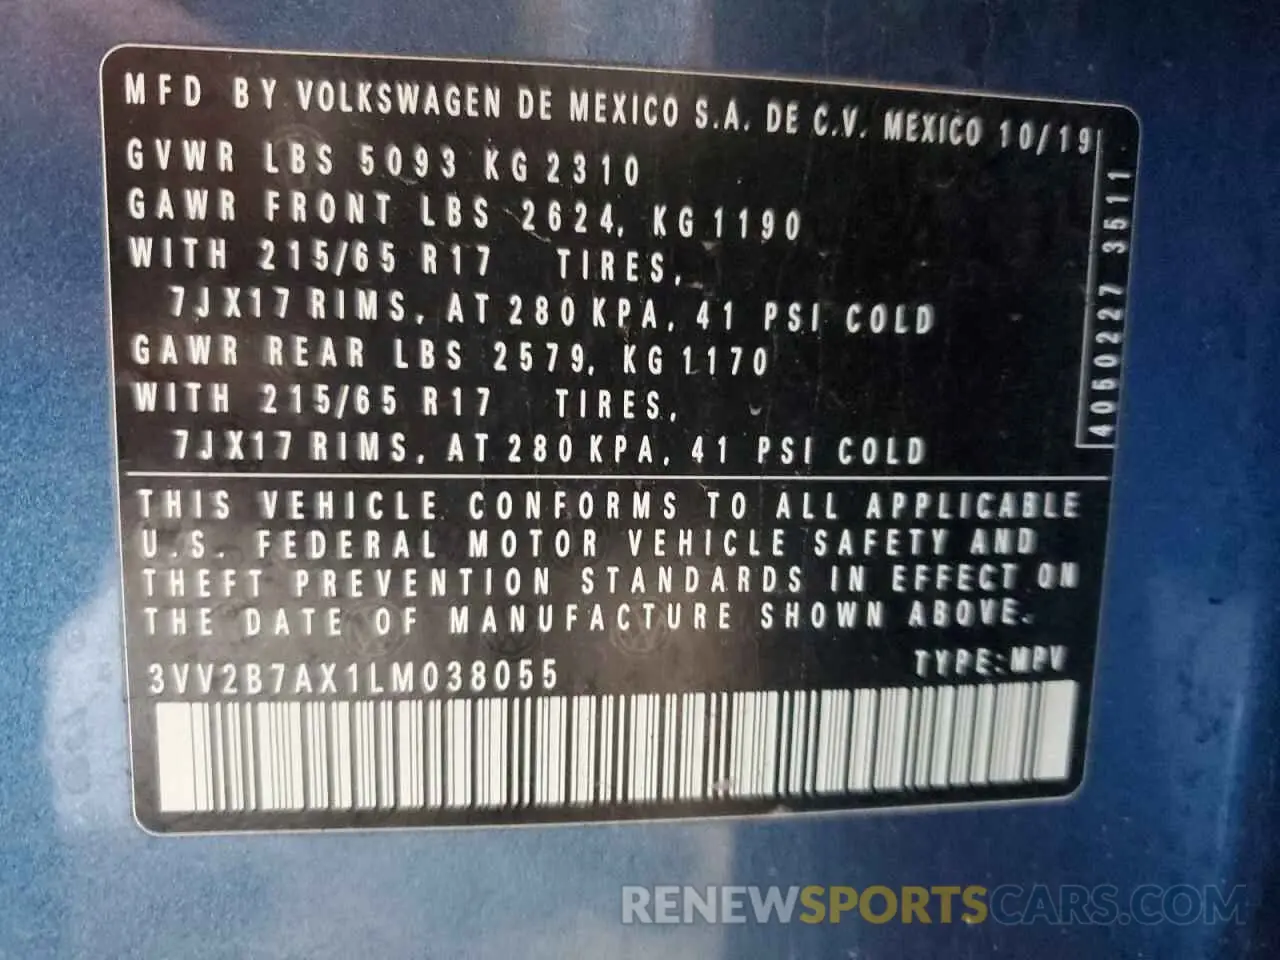 MFD BY VOLKSWAGEN DE MEXICO S.A. DE C.V. MEXICO 10/19
GVWR LBS 5093 KG 2310
GAWR FRONT LBS 2624, KG 1190
WITH 215/65 R17 TIRES,
7JX17 RIMS, AT 280 KPA, 41 PSI COLD
GAWR REAR LBS 2579, KG 1170
WITH 215/65 R17 TIRES,
7JX17 RIMS, AT 280 KPA, 41 PSI COLD
4050227 3511
THIS VEHICLE CONFORMS TO ALL APPLICABLE
U.S. FEDERAL MOTOR VEHICLE SAFETY AND
THEFT PREVENTION STANDARDS IN EFFECT ON
THE DATE OF MANUFACTURE SHOWN ABOVE.
3VV2B7AX1LM038055 TYPE:MPV
RENEWSPORTSCARS.COM